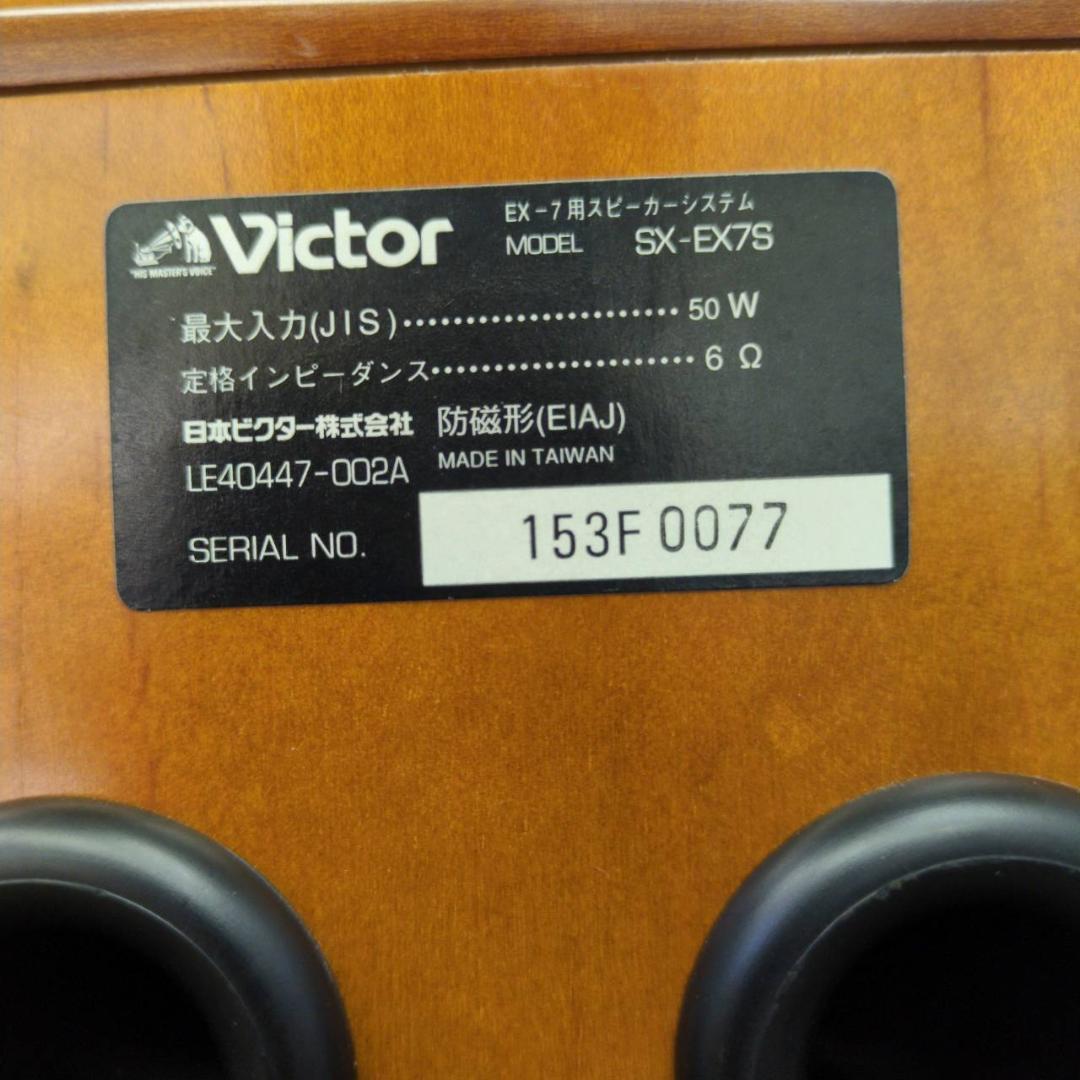 Victor
"HIS MASTER'S VOICE"
EX-7用スピーカーシステム
MODEL SX-EX7S
最大入力(JIS)······················50 W
定格インピーダンス·····················6 Ω
日本ビクター株式会社 防磁形(EIAJ)
LE40447-002A MADE IN TAIWAN
SERIAL NO. 153F0077